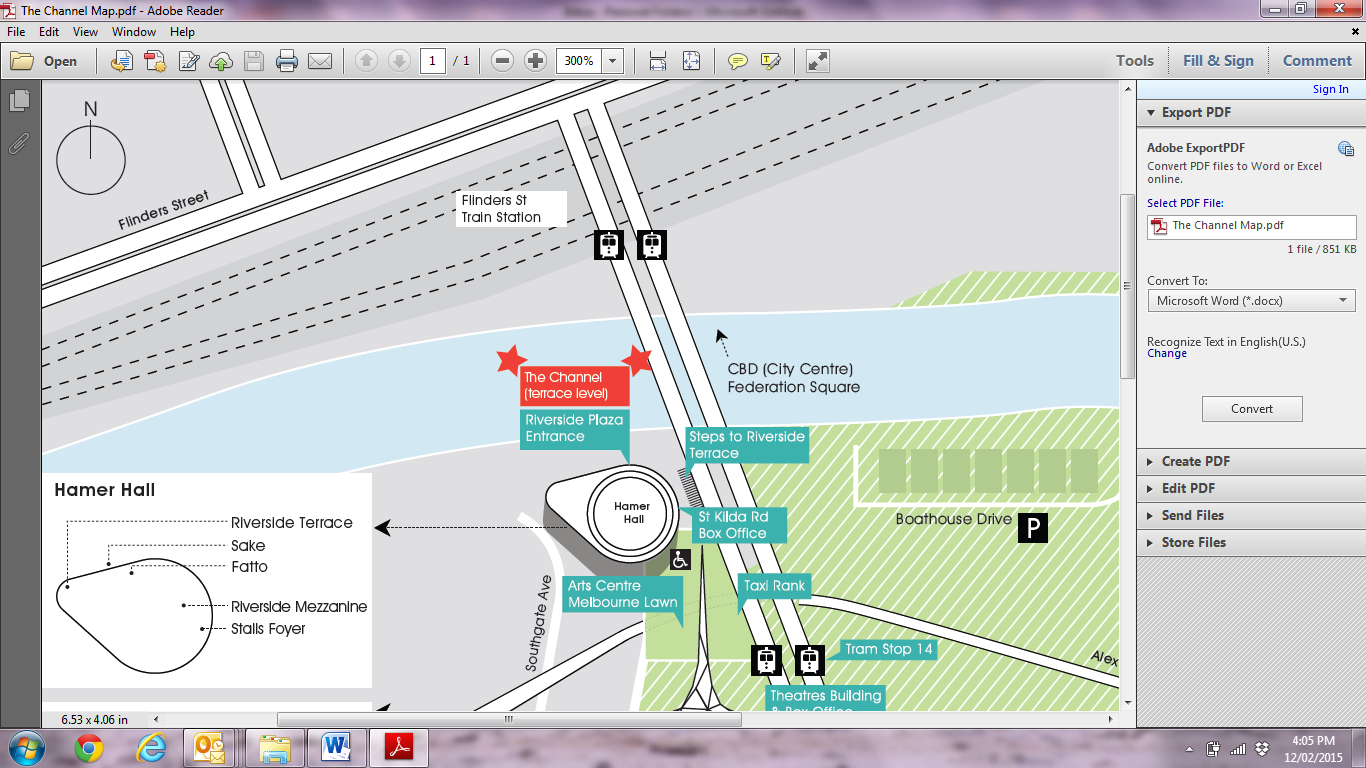 The Channel Map.pdf - Adobe Reader
File Edit View Window Help
Open 1 / 1 300% Tools Fill & Sign Comment
Sign In
Export PDF
Adobe ExportPDF
Convert PDF files to Word or Excel
online.
Select PDF File:
The Channel Map.pdf
1 file / 851 KB
Convert To:
Microsoft Word (*.docx)
Recognize Text in English(U.S.)
Change
Convert
Create PDF
Edit PDF
Send Files
Store Files
N
Flinders Street
Flinders St
Train Station
CBD (City Centre)
Federation Square
The Channel
(terrace level)
Riverside Plaza
Entrance
Steps to Riverside
Terrace
Hamer
Hall
St Kilda Rd
Box Office
Boathouse Drive P
Arts Centre
Melbourne Lawn
Taxi Rank
Southgate Ave
Tram Stop 14
Alex
Theatres Building
& Box Office
Hamer Hall
Riverside Terrace
Sake
Fatto
Riverside Mezzanine
Stalls Foyer
6.53 x 4.06 in
4:05 PM
12/02/2015